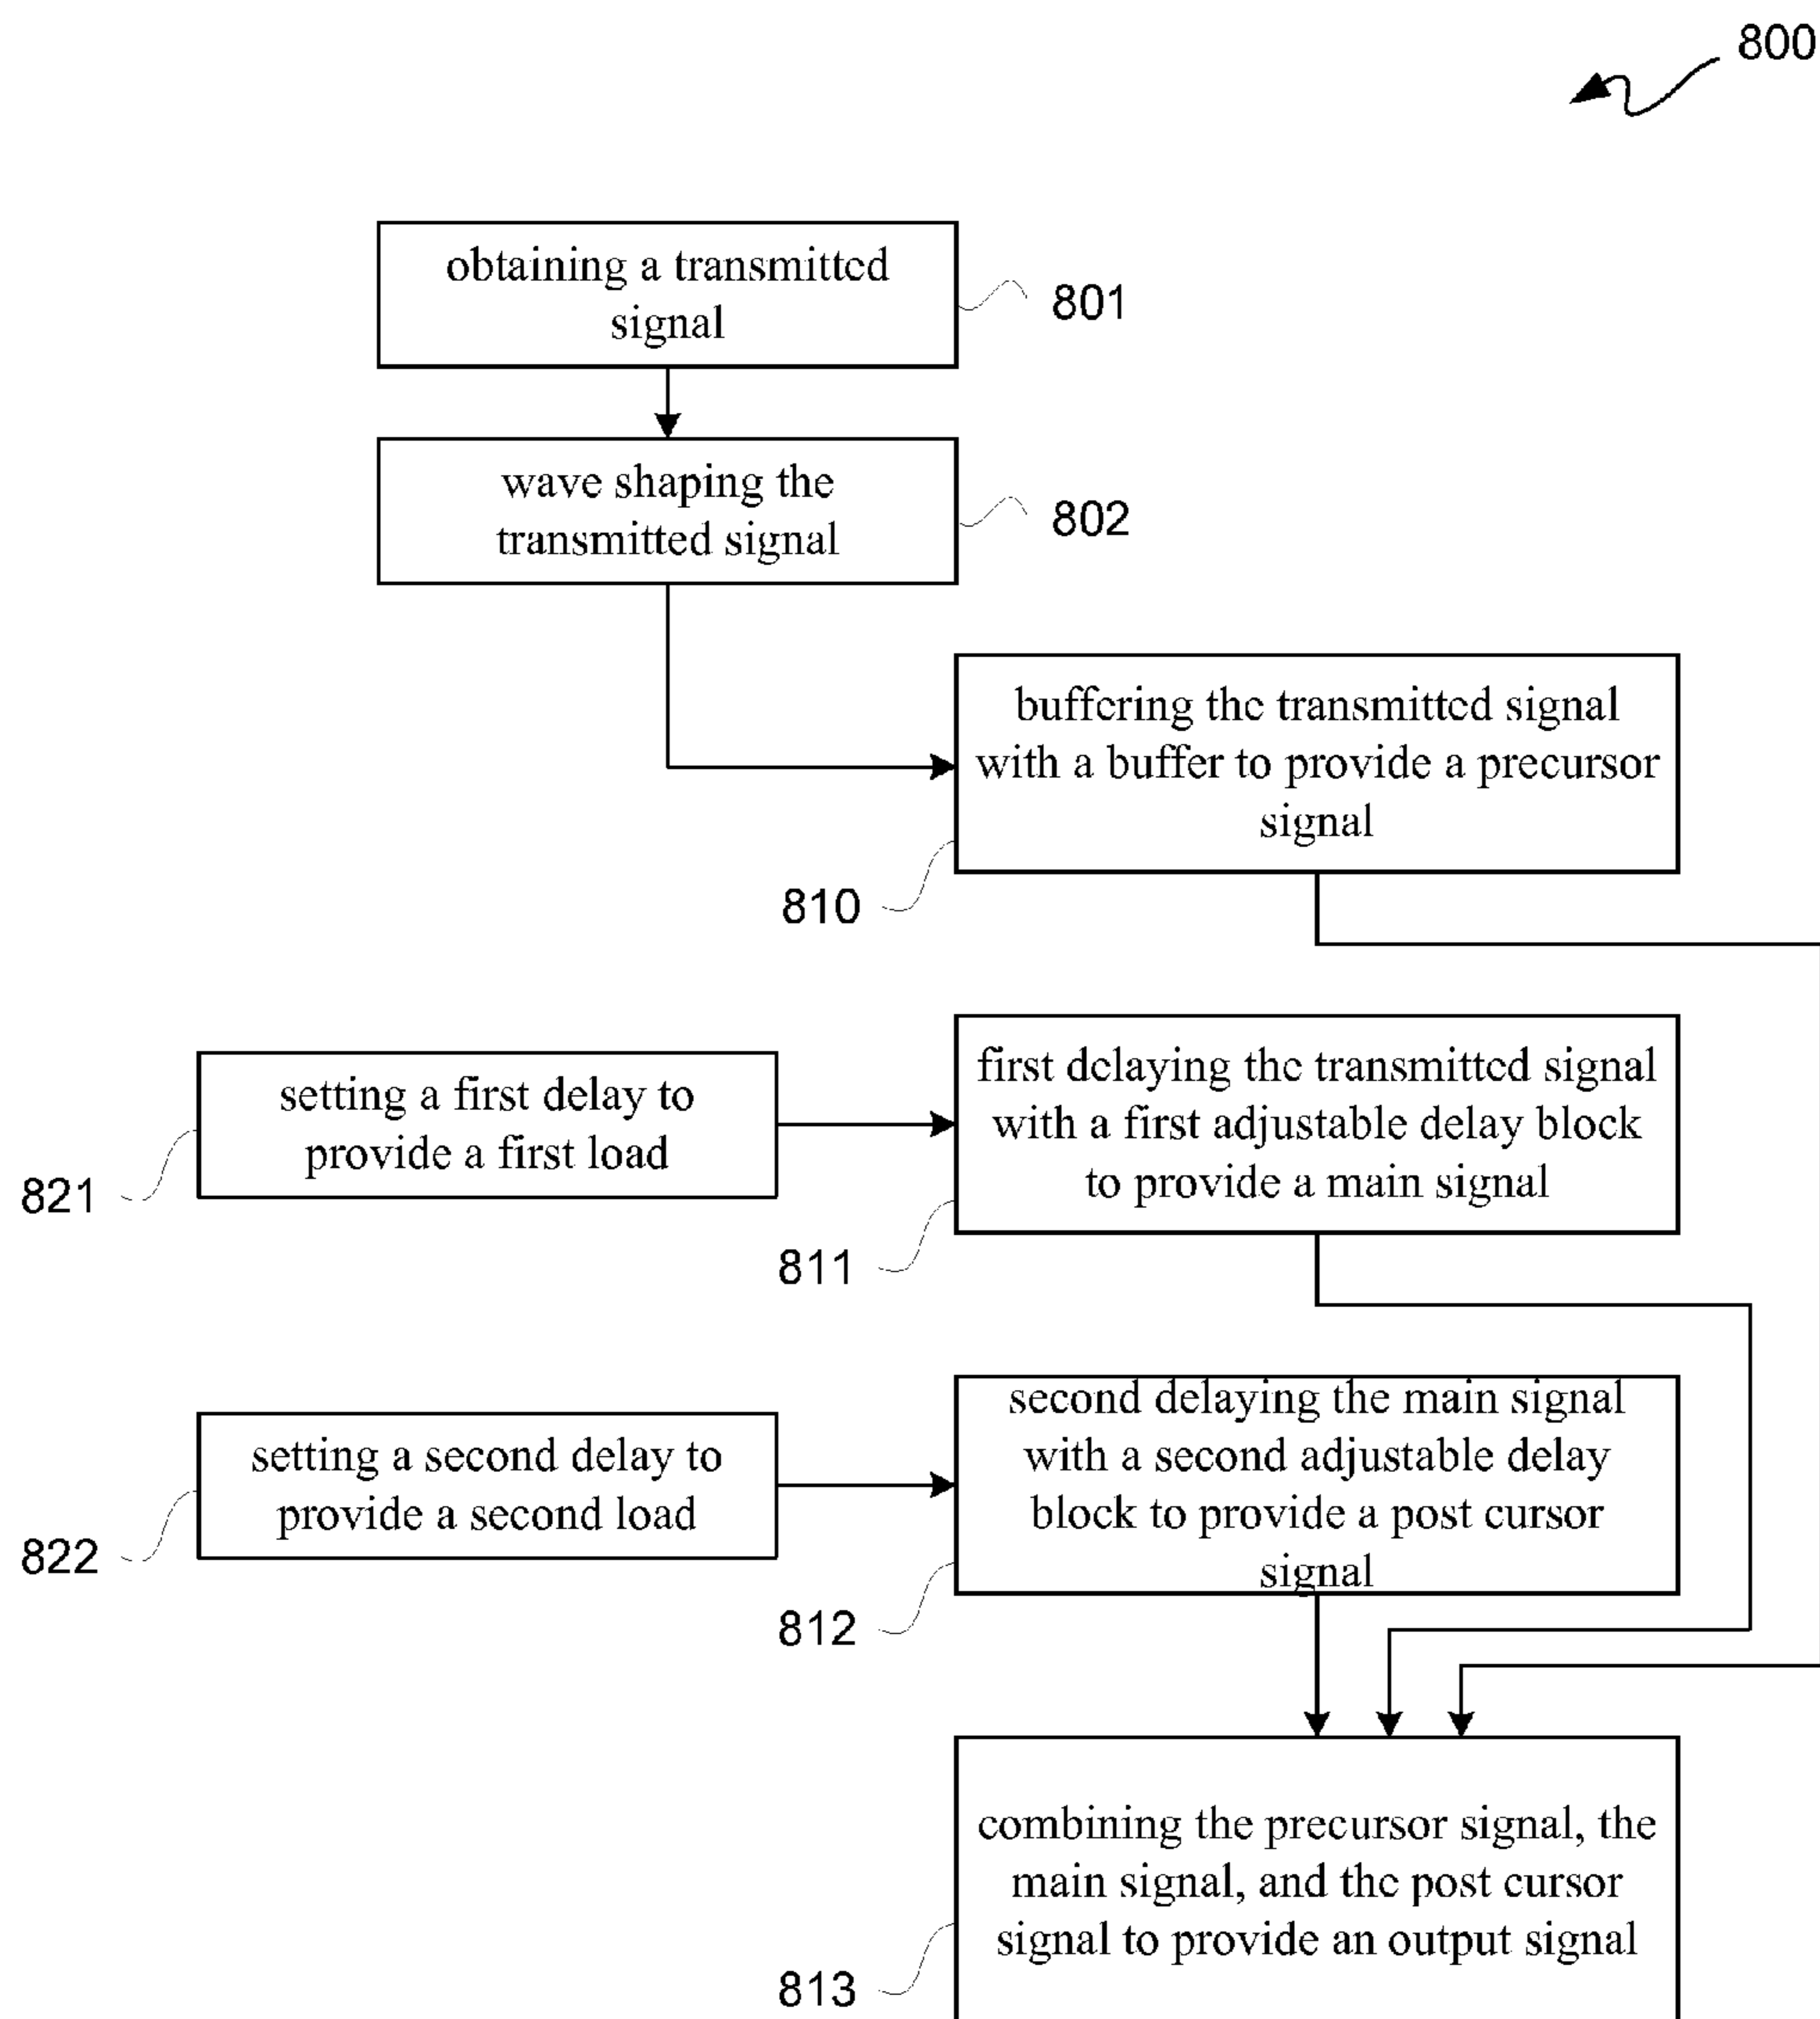 800
obtaining a transmitted
signal
801
wave shaping the
transmitted signal
802
buffering the transmitted signal
with a buffer to provide a precursor
signal
810
setting a first delay to
provide a first load
821
first delaying the transmitted signal
with a first adjustable delay block
to provide a main signal
811
setting a second delay to
provide a second load
822
second delaying the main signal
with a second adjustable delay
block to provide a post cursor
signal
812
combining the precursor signal, the
main signal, and the post cursor
signal to provide an output signal
813